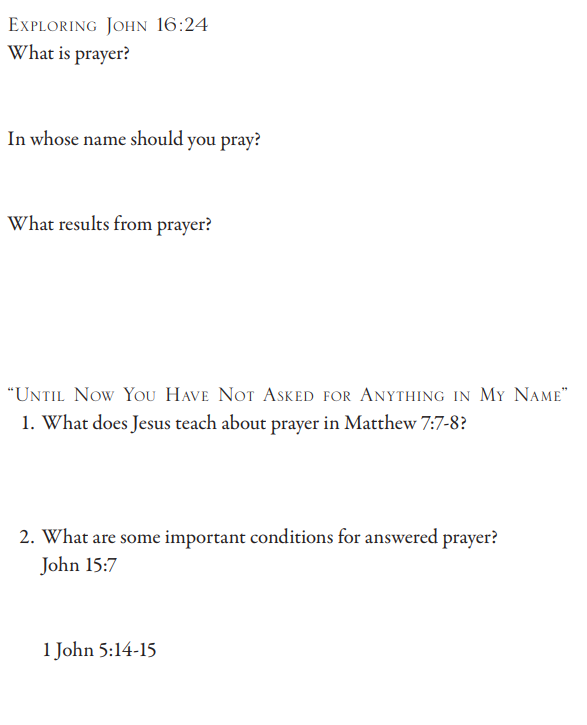 Exploring John 16:24
What is prayer?
In whose name should you pray?
What results from prayer?
“Until Now You Have Not Asked for Anything in My Name”
1. What does Jesus teach about prayer in Matthew 7:7-8?
2. What are some important conditions for answered prayer?
John 15:7
1 John 5:14-15